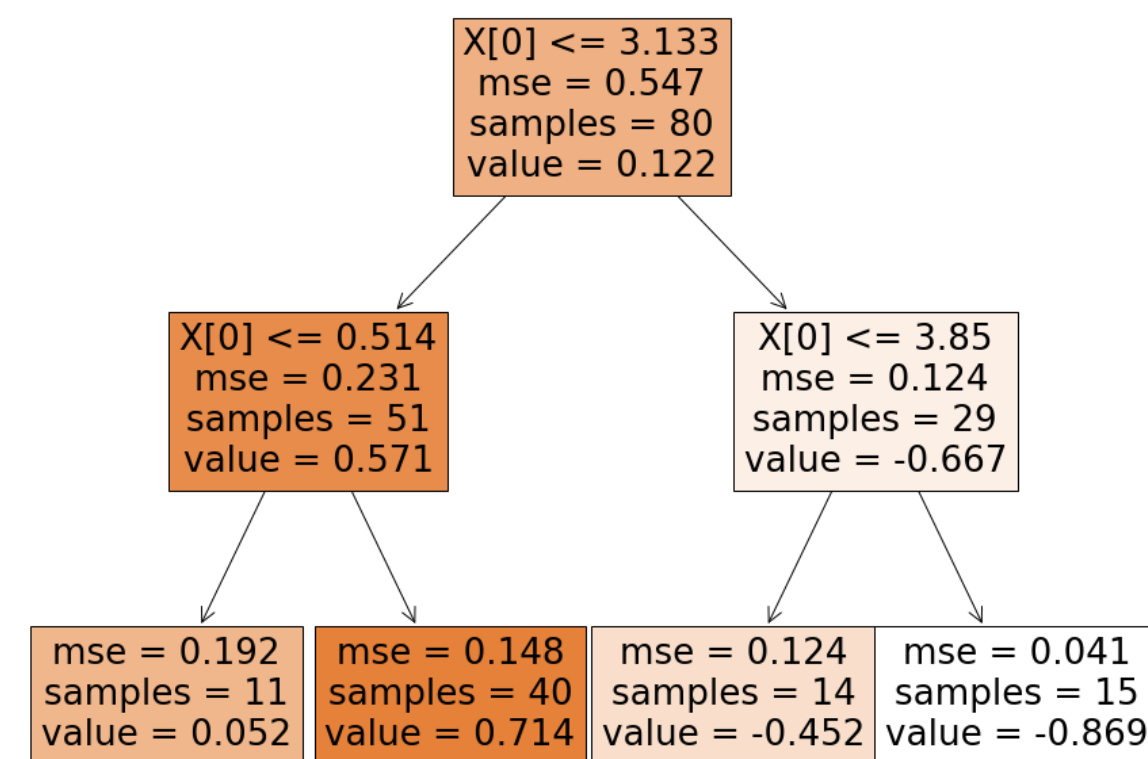 X[0] <= 3.133
mse = 0.547
samples = 80
value = 0.122
X[0] <= 0.514
mse = 0.231
samples = 51
value = 0.571
X[0] <= 3.85
mse = 0.124
samples = 29
value = -0.667
mse = 0.192
samples = 11
value = 0.052
mse = 0.148
samples = 40
value = 0.714
mse = 0.124
samples = 14
value = -0.452
mse = 0.041
samples = 15
value = -0.869